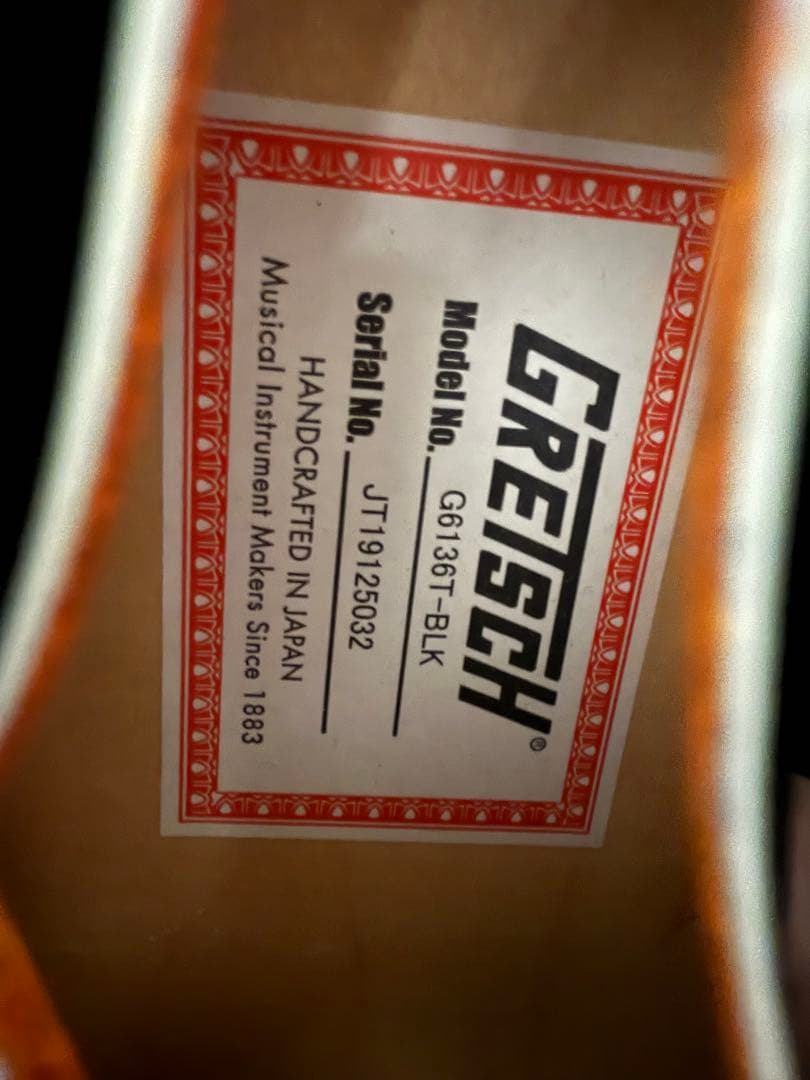 GRETSCH®
Model No. G6136T-BLK
Serial No. JT19125032
HANDCRAFTED IN JAPAN
Musical Instrument Makers Since 1883